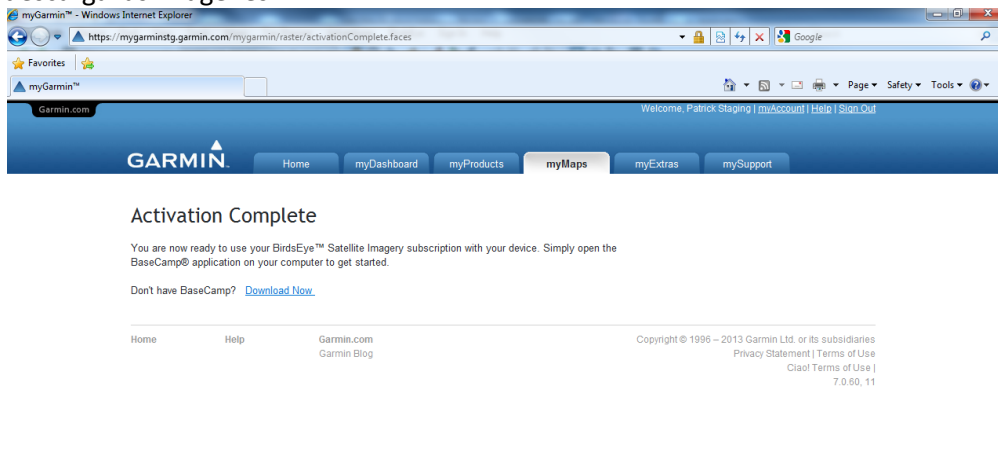 myGarmin™ - Windows Internet Explorer
https://mygarminstg.garmin.com/mygarmin/raster/activationComplete.faces
Google
Favorites
myGarmin™
Page Safety Tools
Garmin.com
Welcome, Patrick Staging | myAccount | Help | Sign Out
GARMIN. Home myDashboard myProducts myMaps myExtras mySupport
Activation Complete
You are now ready to use your BirdsEye™ Satellite Imagery subscription with your device. Simply open the
BaseCamp® application on your computer to get started.
Don't have BaseCamp? Download Now
Home Help Garmin.com
Garmin Blog
Copyright © 1996 – 2013 Garmin Ltd. or its subsidiaries
Privacy Statement | Terms of Use
Ciao! Terms of Use |
7.0.60, 11